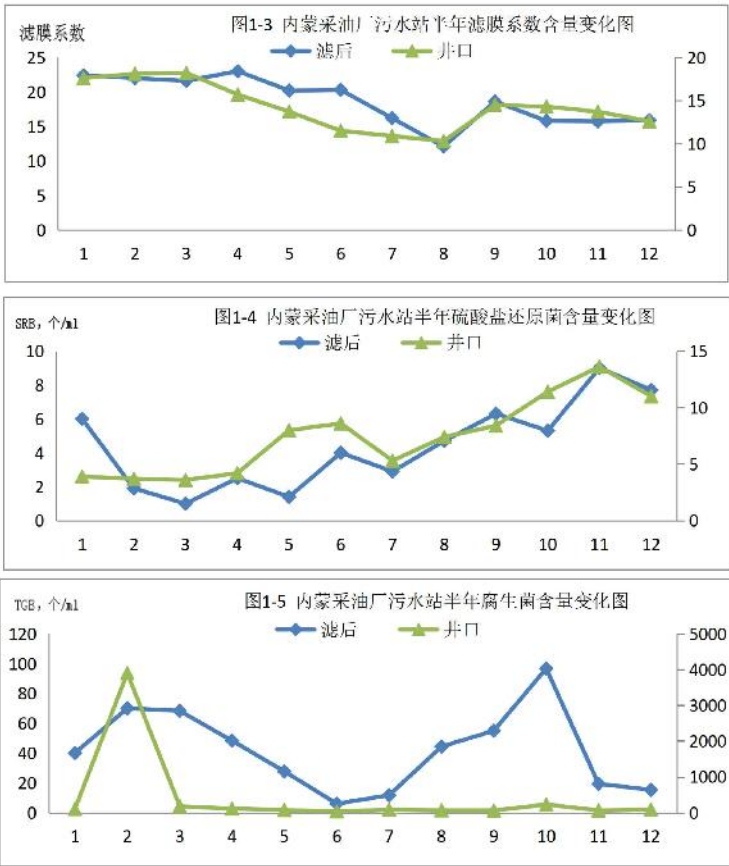 图1-3 内蒙采油厂污水站半年滤膜系数含量变化图
滤膜系数
滤后 井口
25 20
20 15
15 10
10 5
5
0 0
1 2 3 4 5 6 7 8 9 10 11 12
图1-4 内蒙采油厂污水站半年硫酸盐还原菌含量变化图
SRB，个/ml
滤后 井口
10 15
8
6 10
4 5
2
0 0
1 2 3 4 5 6 7 8 9 10 11 12
图1-5 内蒙采油厂污水站半年腐生菌含量变化图
TGB，个/ml
滤后 井口
120 5000
100 4000
80 3000
60 2000
40 1000
20
0 0
1 2 3 4 5 6 7 8 9 10 11 12